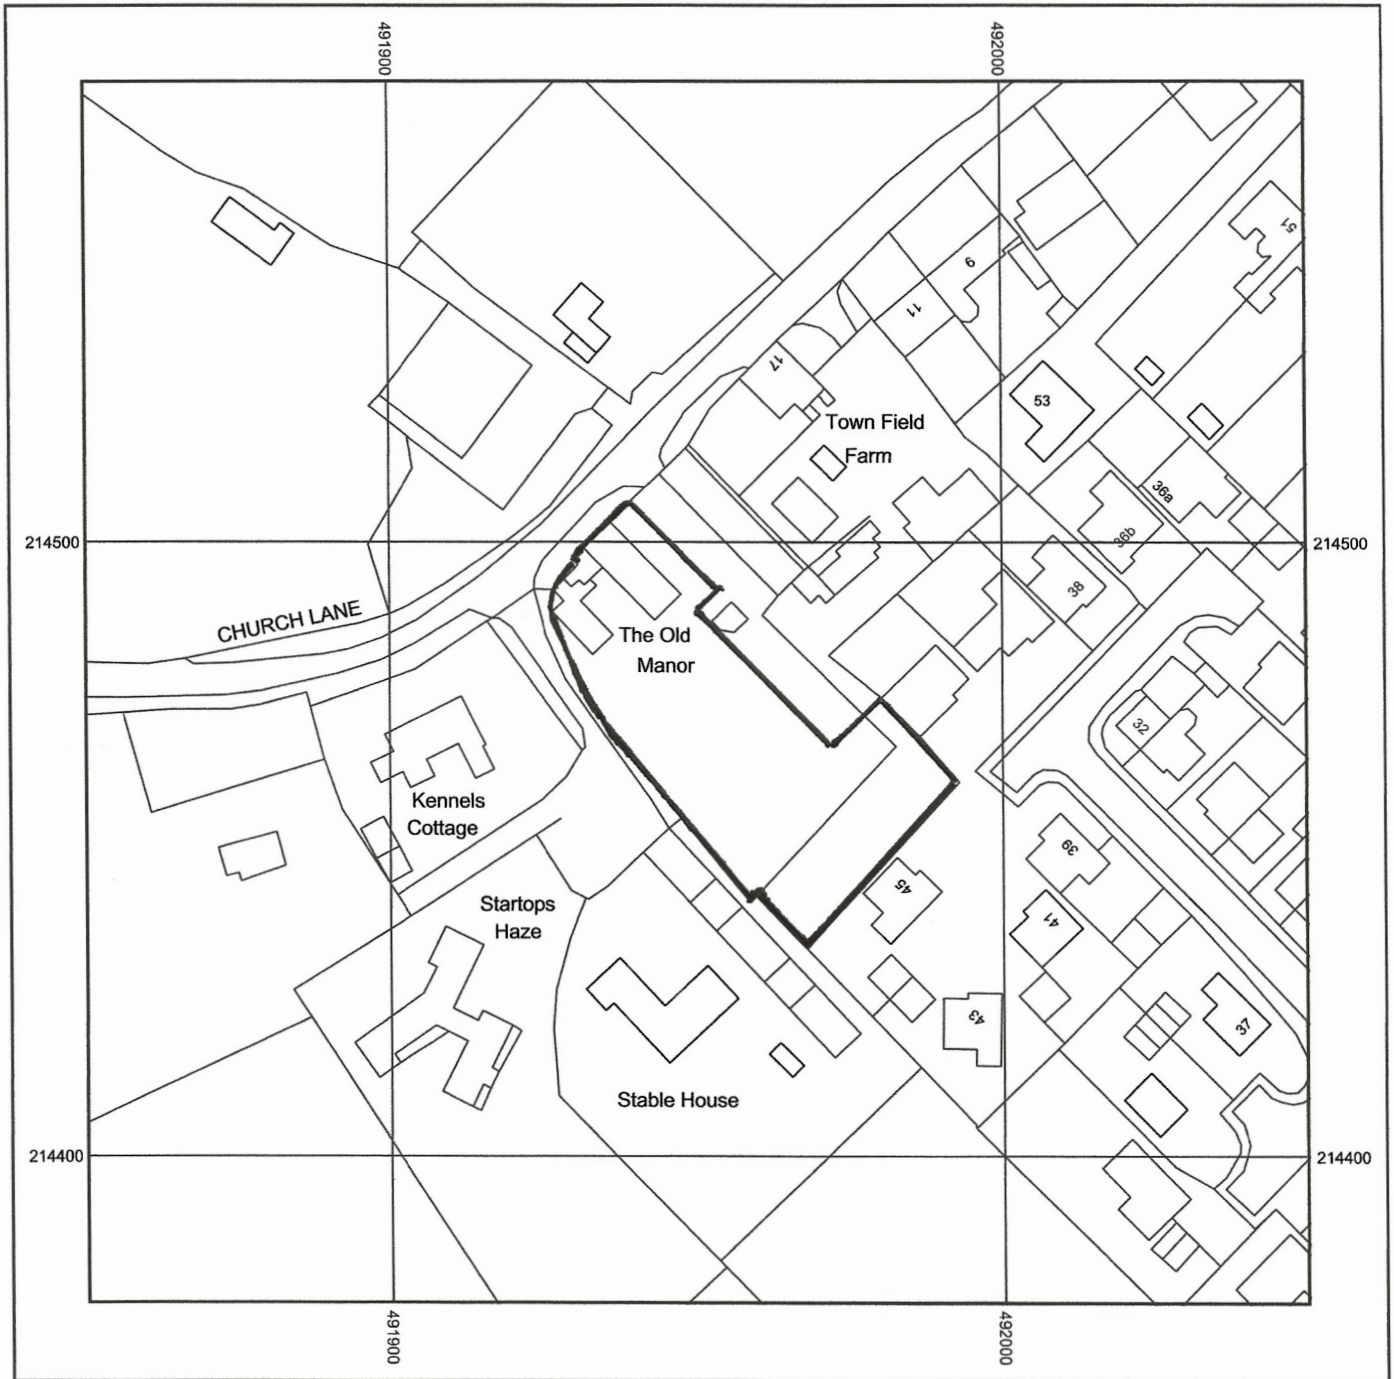 491900
492000
51
9
11
17
53
Town Field
Farm
36a
36b
214500
214500
38
CHURCH LANE
The Old
Manor
32
Kennels
Cottage
39
45
Startops
Haze
41
43
37
Stable House
214400
214400
491900
492000